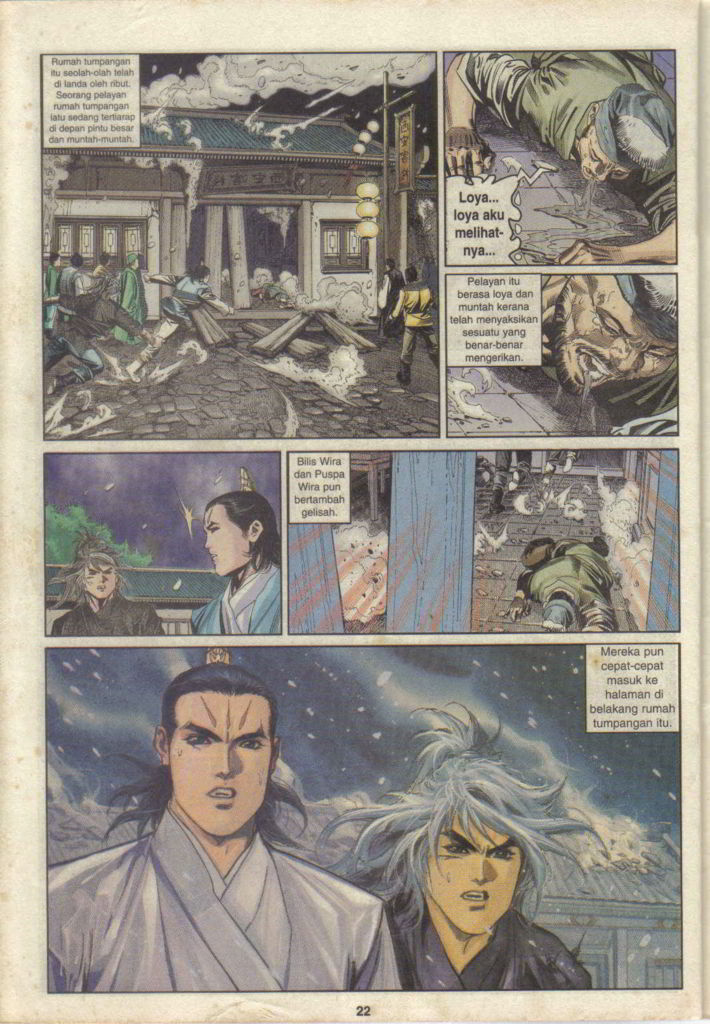 Rumah tumpangan
itu seolah-olah telah
di landa oleh ribut.
Seorang pelayan
rumah tumpangan
iatu sedang tertiarap
di depan pintu besar
dan muntah-muntah.
Loya...
loya aku
melihat-
nya...
Pelayan itu
berasa loya dan
muntah kerana
telah menyaksikan
sesuatu yang
benar-benar
mengerikan.
Bilis Wira
dan Puspa
Wira pun
bertambah
gelisah.
Mereka pun
cepat-cepat
masuk ke
halaman di
belakang rumah
tumpangan itu.
22